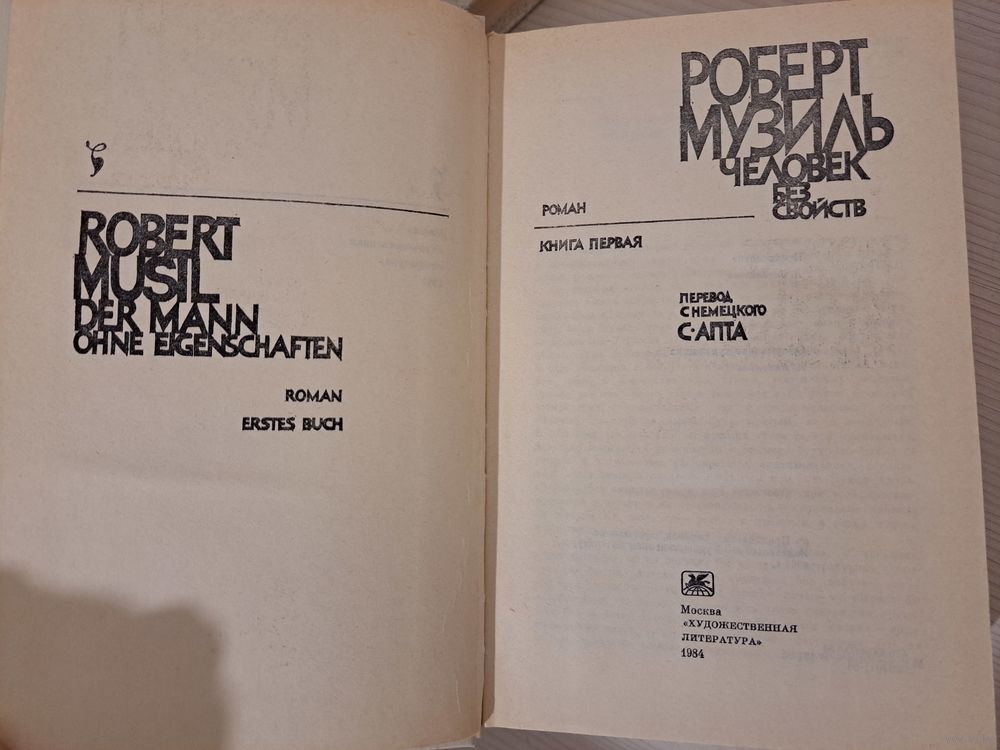 ROBERT
MUSIL
DER MANN
OHNE EIGENSCHAFTEN
ROMAN
ERSTES BUCH
РОБЕРТ
МУЗИЛЬ
ЧЕЛОВЕК
БЕЗ
СВОЙСТВ
РОМАН
КНИГА ПЕРВАЯ
ПЕРЕВОД
С НЕМЕЦКОГО
С·АПТА
Москва
«ХУДОЖЕСТВЕННАЯ
ЛИТЕРАТУРА»
1984